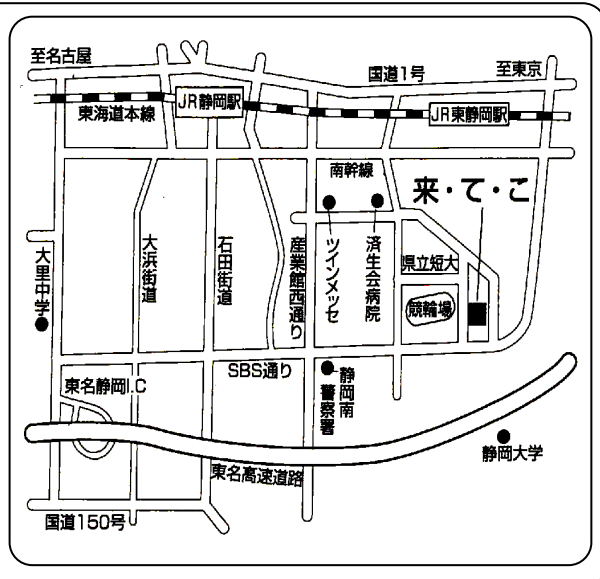 至名古屋
国道1号
至東京
JR静岡駅
東海道本線
JR東静岡駅
南幹線
来・て・こ
大里中学
大浜街道
石田街道
産業館西通り
ツインメッセ
済生会病院
県立短大
競輪場
SBS通り
静岡南
警察署
東名静岡I.C
静岡大学
東名高速道路
国道150号